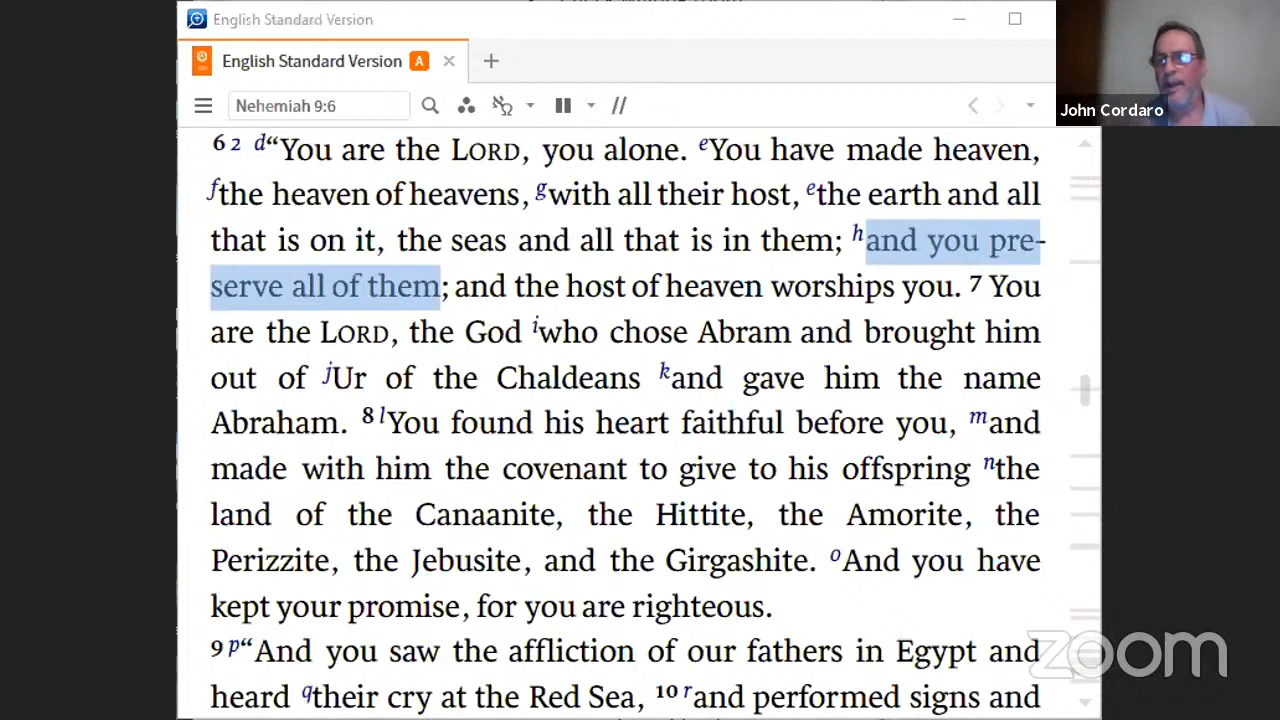 English Standard Version
English Standard Version A
Nehemiah 9:6
John Cordaro
6 2 d“You are the LORD, you alone. eYou have made heaven,
fthe heaven of heavens, gwith all their host, ethe earth and all
that is on it, the seas and all that is in them; hand you pre-
serve all of them; and the host of heaven worships you. 7 You
are the LORD, the God iwho chose Abram and brought him
out of jUr of the Chaldeans kand gave him the name
Abraham. 8 lYou found his heart faithful before you, mand
made with him the covenant to give to his offspring nthe
land of the Canaanite, the Hittite, the Amorite, the
Perizzite, the Jebusite, and the Girgashite. oAnd you have
kept your promise, for you are righteous.
9 p“And you saw the affliction of our fathers in Egypt and
heard qtheir cry at the Red Sea, 10 rand performed signs and
zoom